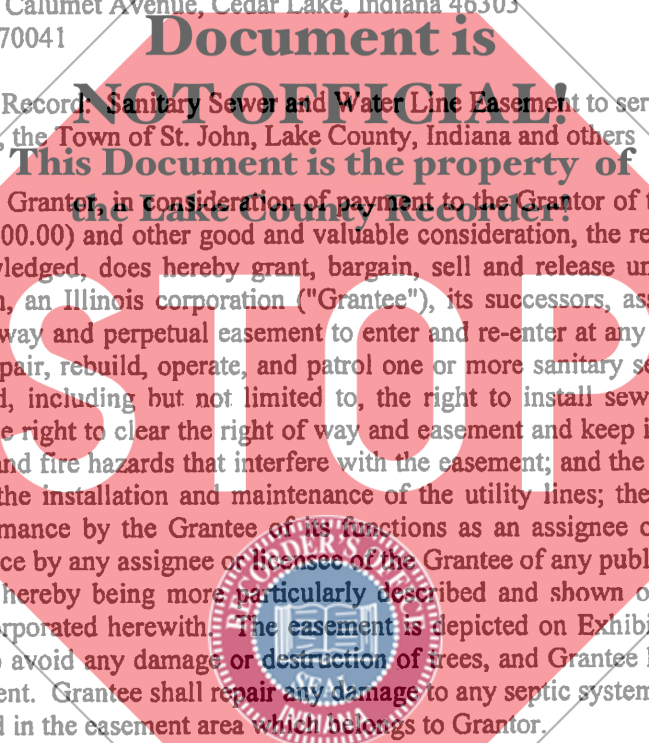 Calumet Avenue, Cedar Lake, Indiana 46303
70041
Document is
NOT OFFICIAL!
Record: Sanitary Sewer and Water Line Easement to ser
, the Town of St. John, Lake County, Indiana and others
This Document is the property of
the Lake County Recorder!
Grantor, in consideration of payment to the Grantor of t
00.00) and other good and valuable consideration, the re
vledged, does hereby grant, bargain, sell and release un
n, an Illinois corporation ("Grantee"), its successors, ass
way and perpetual easement to enter and re-enter at any
pair, rebuild, operate, and patrol one or more sanitary se
d, including but not limited to, the right to install sew
e right to clear the right of way and easement and keep i
and fire hazards that interfere with the easement; and the
the installation and maintenance of the utility lines; the
STOP
mance by the Grantee of its functions as an assignee o
ce by any assignee or licensee of the Grantee of any publ
hereby being more particularly described and shown o
rporated herewith. The easement is depicted on Exhibi
o avoid any damage or destruction of trees, and Grantee
ent. Grantee shall repair any damage to any septic system
d in the easement area which belongs to Grantor.
RECORDER'S OFFICE
SEAL
INDIANA